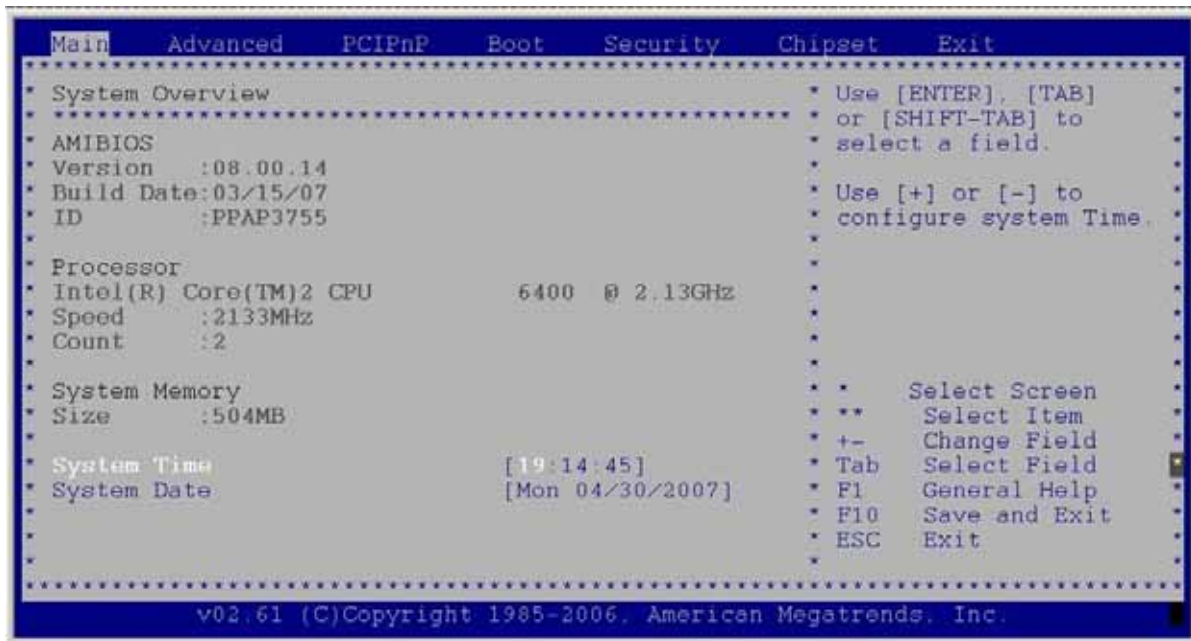 Main Advanced PCIPnP Boot Security Chipset Exit
System Overview
AMIBIOS
Version :08.00.14
Build Date:03/15/07
ID :PPAP3755
Processor
Intel(R) Core(TM)2 CPU 6400 @ 2.13GHz
Speed :2133MHz
Count :2
System Memory
Size :504MB
System Time [19:14:45]
System Date [Mon 04/30/2007]
Use [ENTER], [TAB]
or [SHIFT-TAB] to
select a field.
Use [+] or [-] to
configure system Time.
* Select Screen
** Select Item
+- Change Field
Tab Select Field
F1 General Help
F10 Save and Exit
ESC Exit
v02.61 (C)Copyright 1985-2006, American Megatrends, Inc.